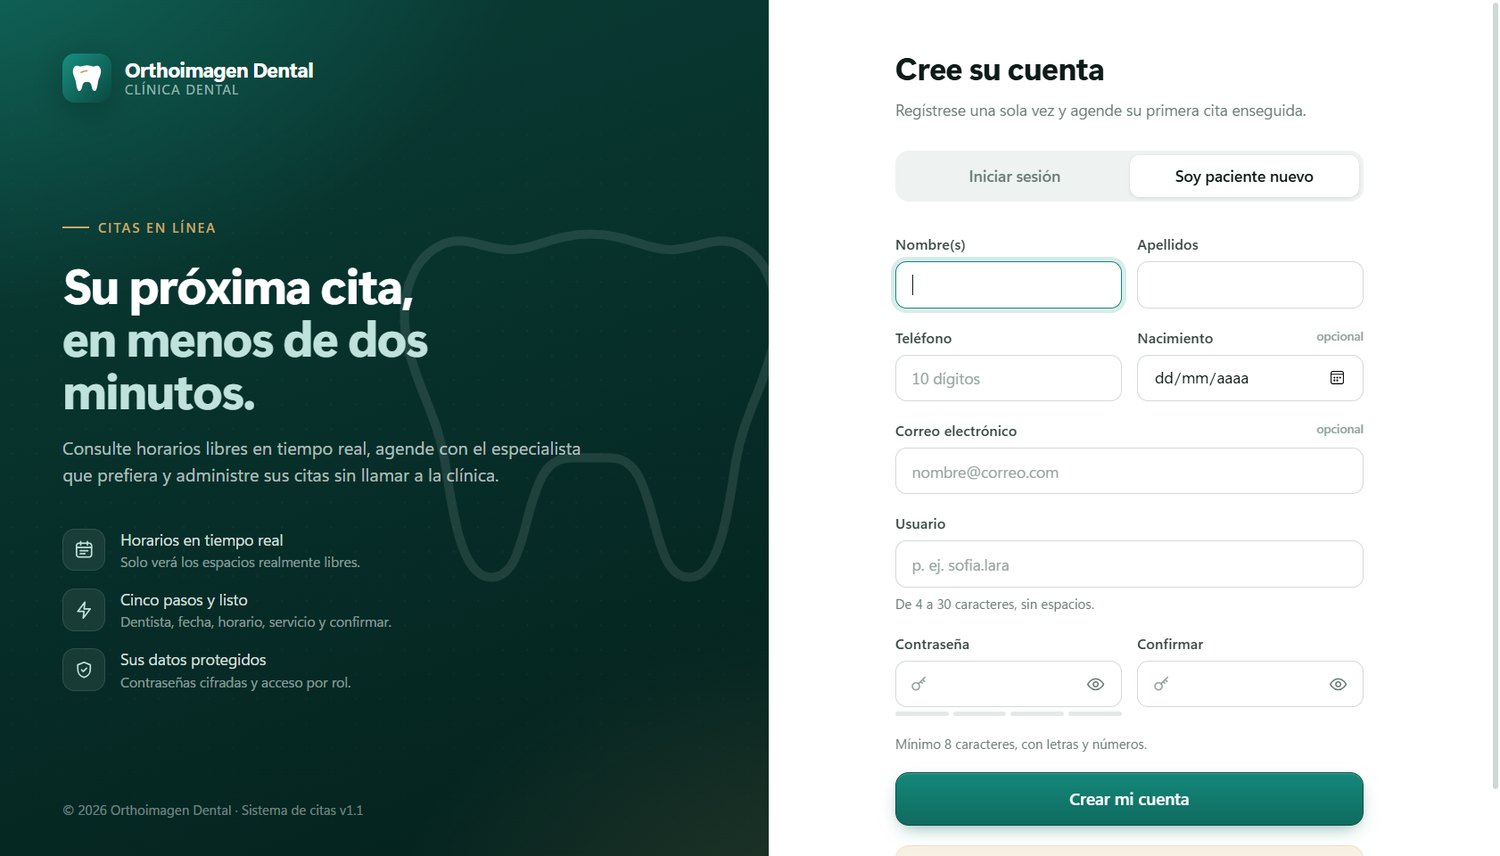 Orthoimagen Dental
CLÍNICA DENTAL
CITAS EN LÍNEA
Su próxima cita,
en menos de dos
minutos.
Consulte horarios libres en tiempo real, agende con el especialista
que prefiera y administre sus citas sin llamar a la clínica.
Horarios en tiempo real
Solo verá los espacios realmente libres.
Cinco pasos y listo
Dentista, fecha, horario, servicio y confirmar.
Sus datos protegidos
Contraseñas cifradas y acceso por rol.
© 2026 Orthoimagen Dental · Sistema de citas v1.1
Cree su cuenta
Regístrese una sola vez y agende su primera cita enseguida.
Iniciar sesión
Soy paciente nuevo
Nombre(s)
Apellidos
Teléfono
Nacimiento opcional
10 dígitos
dd/mm/aaaa
Correo electrónico opcional
nombre@correo.com
Usuario
p. ej. sofia.lara
De 4 a 30 caracteres, sin espacios.
Contraseña
Confirmar
Mínimo 8 caracteres, con letras y números.
Crear mi cuenta